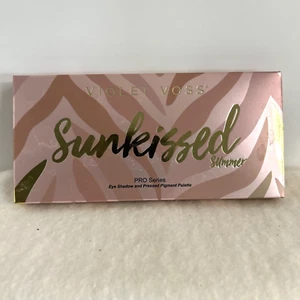 VIOLET VOSS
Sunkissed
Summer
PRO Series
Eye Shadow and Pressed Pigment Palette